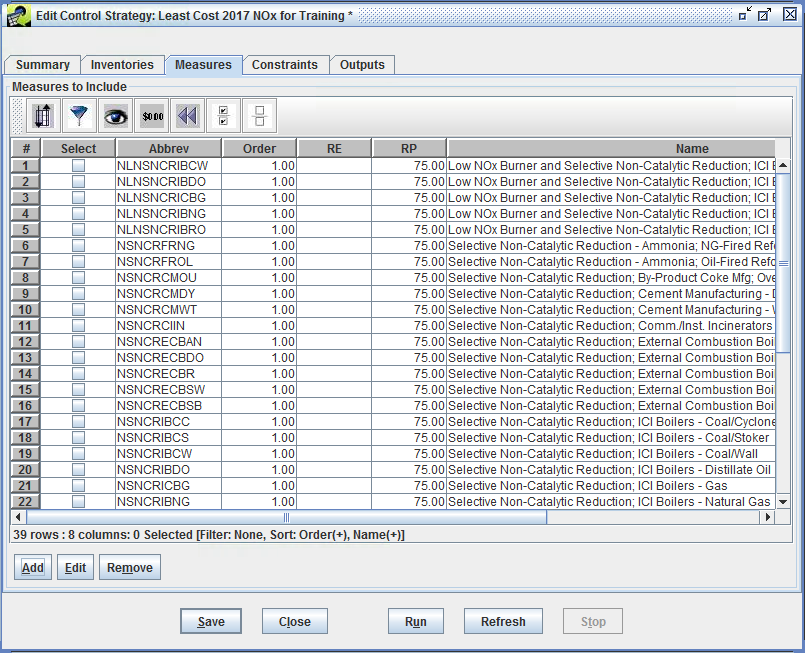 Edit Control Strategy: Least Cost 2017 NOx for Training *
Summary Inventories Measures Constraints Outputs
Measures to Include
$0.00
# Select Abbrev Order RE RP Name
1 NLNSNCRIBCW 1.00 75.00 Low NOx Burner and Selective Non-Catalytic Reduction; ICI B
2 NLNSNCRIBDO 1.00 75.00 Low NOx Burner and Selective Non-Catalytic Reduction; ICI B
3 NLNSNCRICBG 1.00 75.00 Low NOx Burner and Selective Non-Catalytic Reduction; ICI B
4 NLNSNCRIBNG 1.00 75.00 Low NOx Burner and Selective Non-Catalytic Reduction; ICI B
5 NLNSNCRIBRO 1.00 75.00 Low NOx Burner and Selective Non-Catalytic Reduction; ICI B
6 NSNCRFRNG 1.00 75.00 Selective Non-Catalytic Reduction - Ammonia; NG-Fired Refo
7 NSNCRFROL 1.00 75.00 Selective Non-Catalytic Reduction - Ammonia; Oil-Fired Refo
8 NSNCRCMOU 1.00 75.00 Selective Non-Catalytic Reduction; By-Product Coke Mfg; Ove
9 NSNCRCMDY 1.00 75.00 Selective Non-Catalytic Reduction; Cement Manufacturing - D
10 NSNCRCMWT 1.00 75.00 Selective Non-Catalytic Reduction; Cement Manufacturing - W
11 NSNCRCIIN 1.00 75.00 Selective Non-Catalytic Reduction; Comm./Inst. Incinerators
12 NSNCRECBAN 1.00 75.00 Selective Non-Catalytic Reduction; External Combustion Boi
13 NSNCRECBDO 1.00 75.00 Selective Non-Catalytic Reduction; External Combustion Boi
14 NSNCRECBR 1.00 75.00 Selective Non-Catalytic Reduction; External Combustion Boi
15 NSNCRECBSW 1.00 75.00 Selective Non-Catalytic Reduction; External Combustion Boi
16 NSNCRECBSB 1.00 75.00 Selective Non-Catalytic Reduction; External Combustion Boi
17 NSNCRIBCC 1.00 75.00 Selective Non-Catalytic Reduction; ICI Boilers - Coal/Cyclone
18 NSNCRIBCS 1.00 75.00 Selective Non-Catalytic Reduction; ICI Boilers - Coal/Stoker
19 NSNCRIBCW 1.00 75.00 Selective Non-Catalytic Reduction; ICI Boilers - Coal/Wall
20 NSNCRIBDO 1.00 75.00 Selective Non-Catalytic Reduction; ICI Boilers - Distillate Oil
21 NSNCRICBG 1.00 75.00 Selective Non-Catalytic Reduction; ICI Boilers - Gas
22 NSNCRIBNG 1.00 75.00 Selective Non-Catalytic Reduction; ICI Boilers - Natural Gas
39 rows : 8 columns: 0 Selected [Filter: None, Sort: Order(+), Name(+)]
Add Edit Remove
Save Close Run Refresh Stop